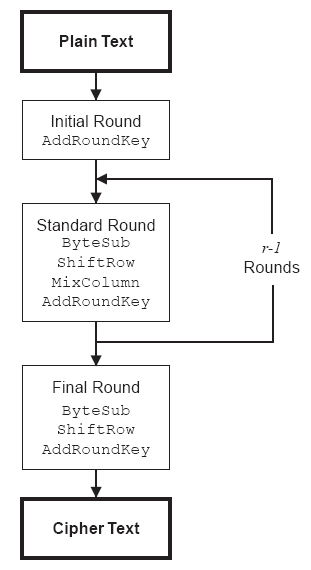 Plain Text
Initial Round
AddRoundKey
Standard Round
ByteSub
ShiftRow
MixColumn
AddRoundKey
r-1
Rounds
Final Round
ByteSub
ShiftRow
AddRoundKey
Cipher Text